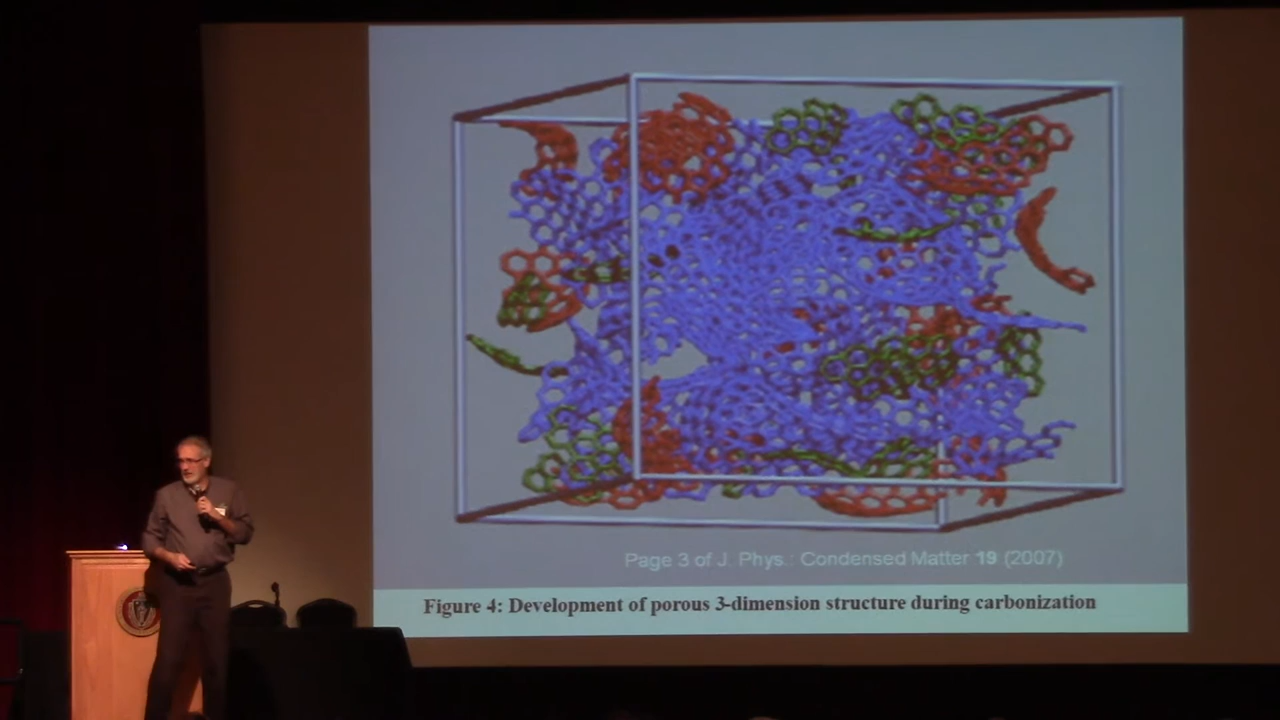 Page 3 of J. Phys.: Condensed Matter 19 (2007)
Figure 4: Development of porous 3-dimension structure during carbonization